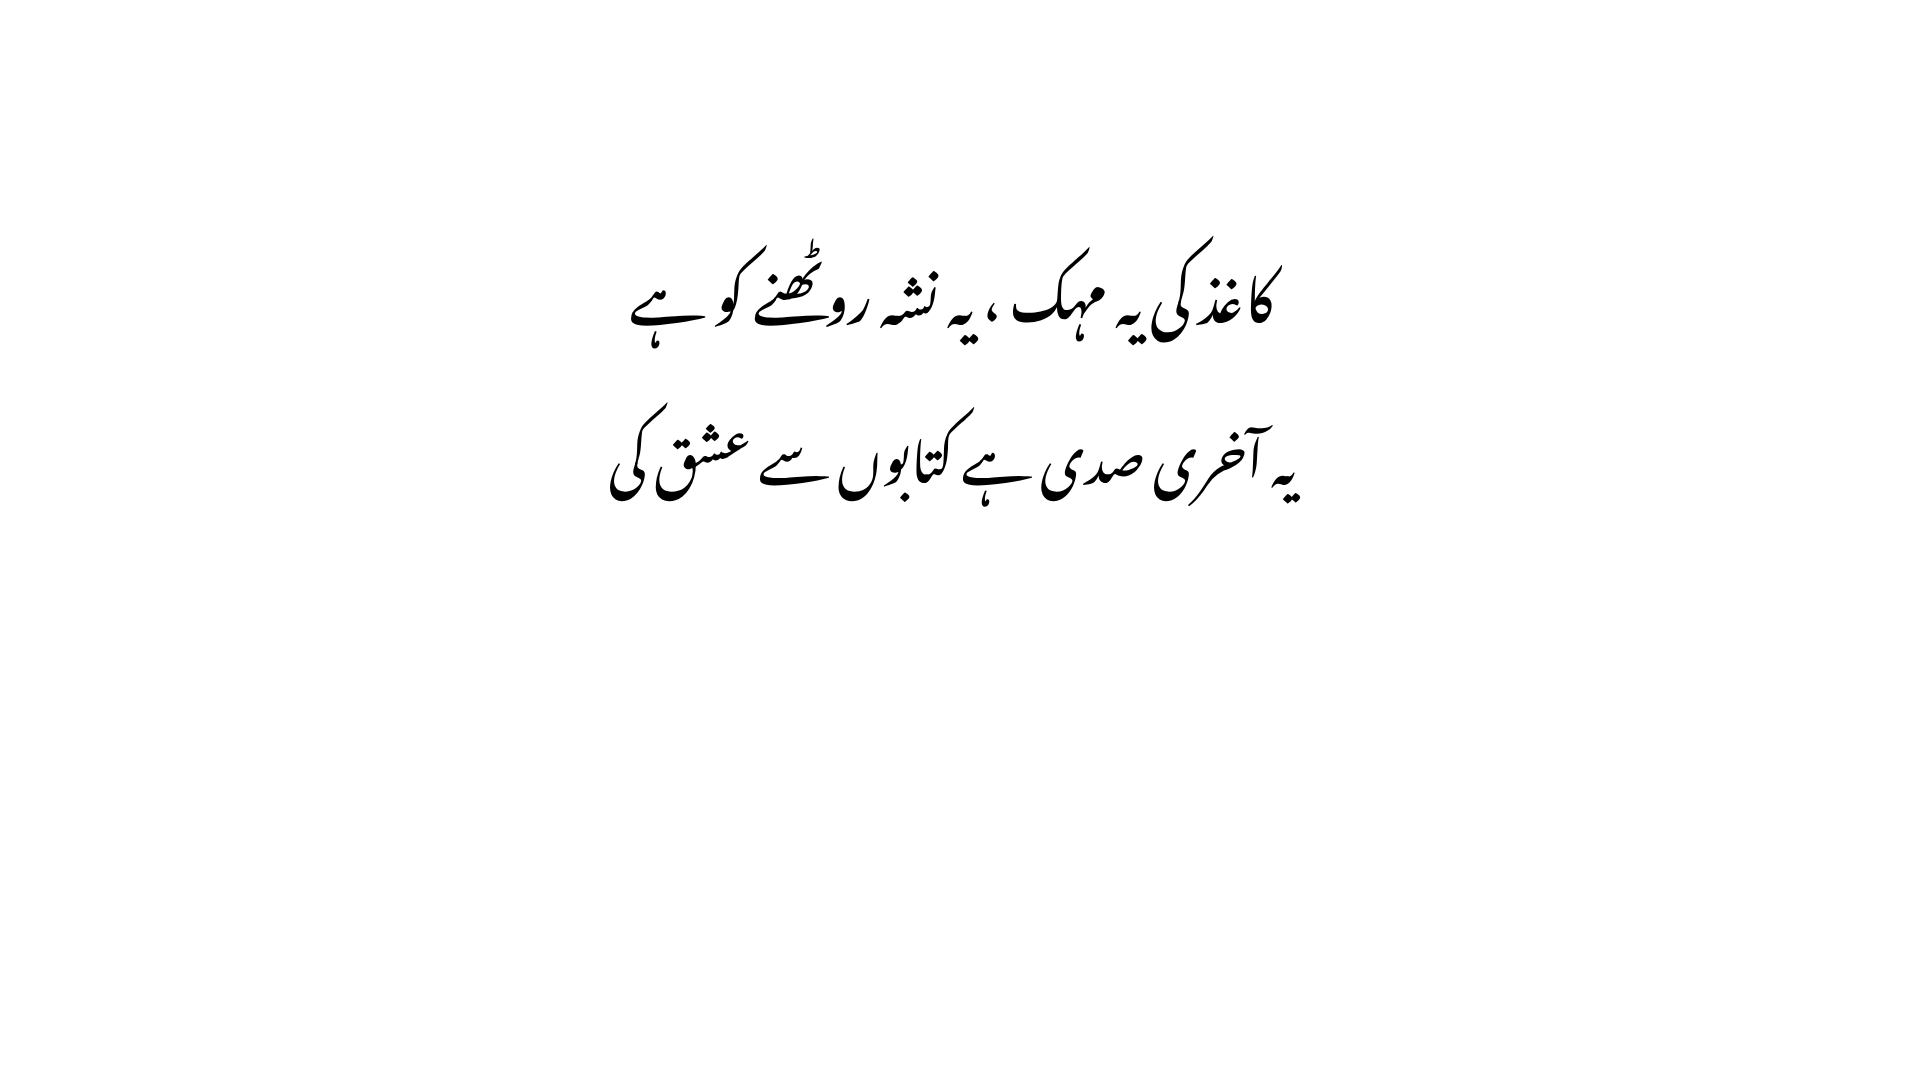 کاغذ کی یہ مہک ، یہ نشہ روٹھنے کو ہے
یہ آخری صدی ہے کتابوں سے عشق کی